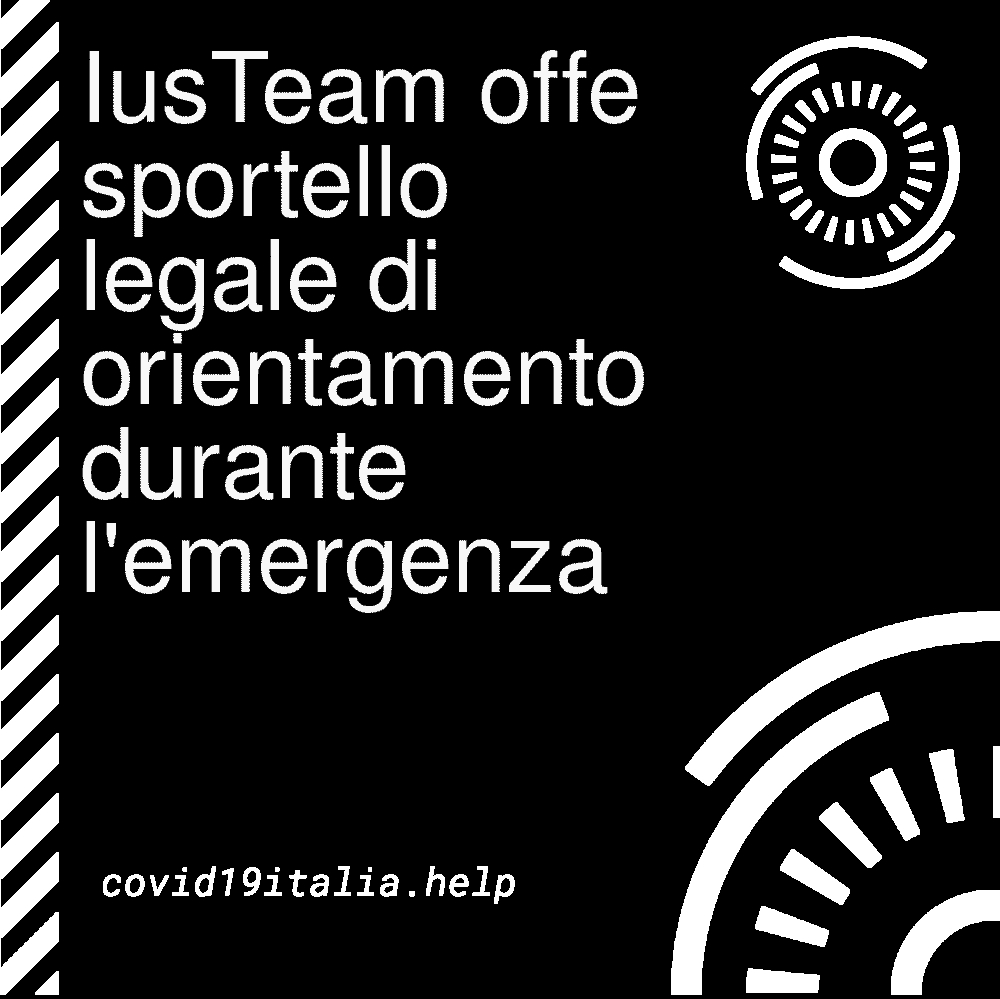 IusTeam offe
sportello
legale di
orientamento
durante
l'emergenza
covid19italia.help